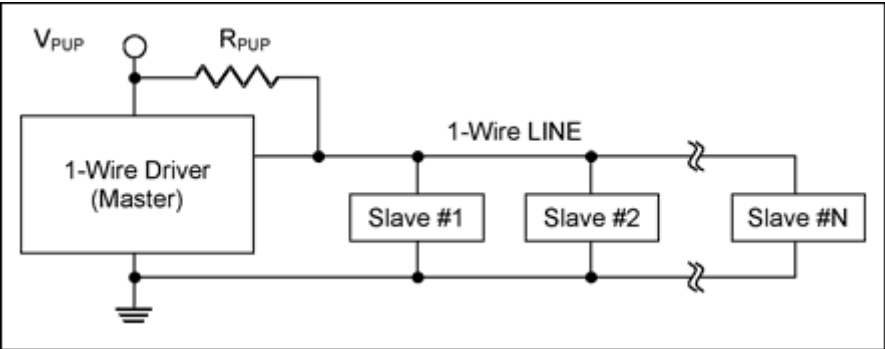 VPUP
RPUP
1-Wire LINE
1-Wire Driver
(Master)
Slave #1
Slave #2
Slave #N